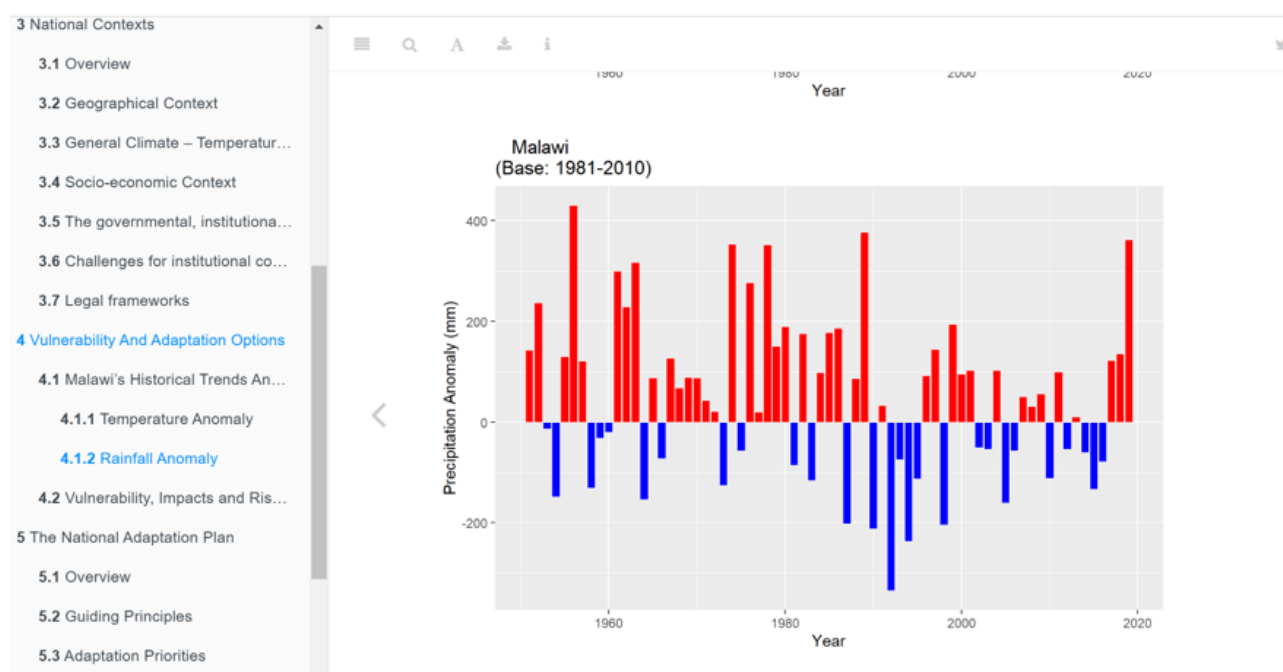 3 National Contexts
3.1 Overview
3.2 Geographical Context
3.3 General Climate – Temperatur...
3.4 Socio-economic Context
3.5 The governmental, instituciona...
3.6 Challenges for institutional co...
3.7 Legal frameworks
4 Vulnerability And Adaptation Options
4.1 Malawi's Historical Trends An...
4.1.1 Temperature Anomaly
4.1.2 Rainfall Anomaly
4.2 Vulnerability, Impacts and Ris...
5 The National Adaptation Plan
5.1 Overview
5.2 Guiding Principles
5.3 Adaptation Priorities
A i
1960 1980 2000 2020
Year
Malawi
(Base: 1981-2010)
Precipitation Anomaly (mm)
400
200
0
-200
1960 1980 2000 2020
Year